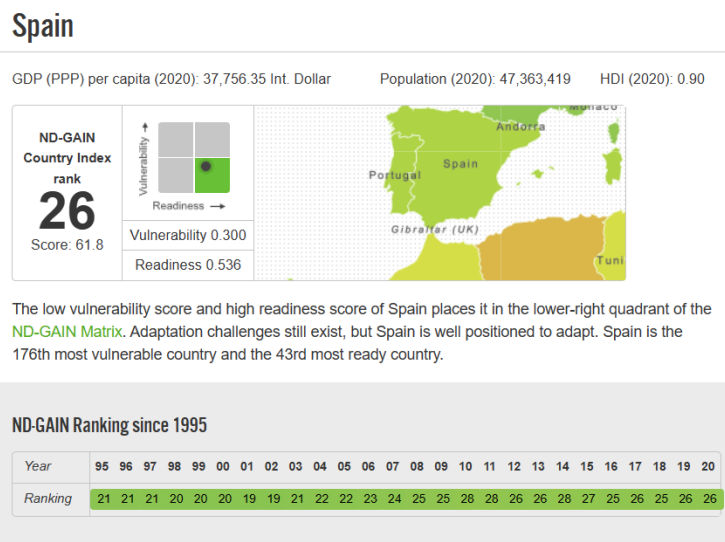 Spain
GDP (PPP) per capita (2020): 37,756.35 Int. Dollar
Population (2020): 47,363,419
HDI (2020): 0.90
ND-GAIN
Country Index
rank
26
Score: 61.8
Vulnerability
Readiness
Vulnerability 0.300
Readiness 0.536
Monaco
Andorra
Spain
Portugal
Gibraltar (UK)
Tuni
The low vulnerability score and high readiness score of Spain places it in the lower-right quadrant of the
ND-GAIN Matrix. Adaptation challenges still exist, but Spain is well positioned to adapt. Spain is the
176th most vulnerable country and the 43rd most ready country.
ND-GAIN Ranking since 1995
Year 95 96 97 98 99 00 01 02 03 04 05 06 07 08 09 10 11 12 13 14 15 16 17 18 19 20
Ranking 21 21 21 20 20 20 19 19 21 22 22 23 24 25 25 28 28 26 26 28 27 25 26 25 26 26